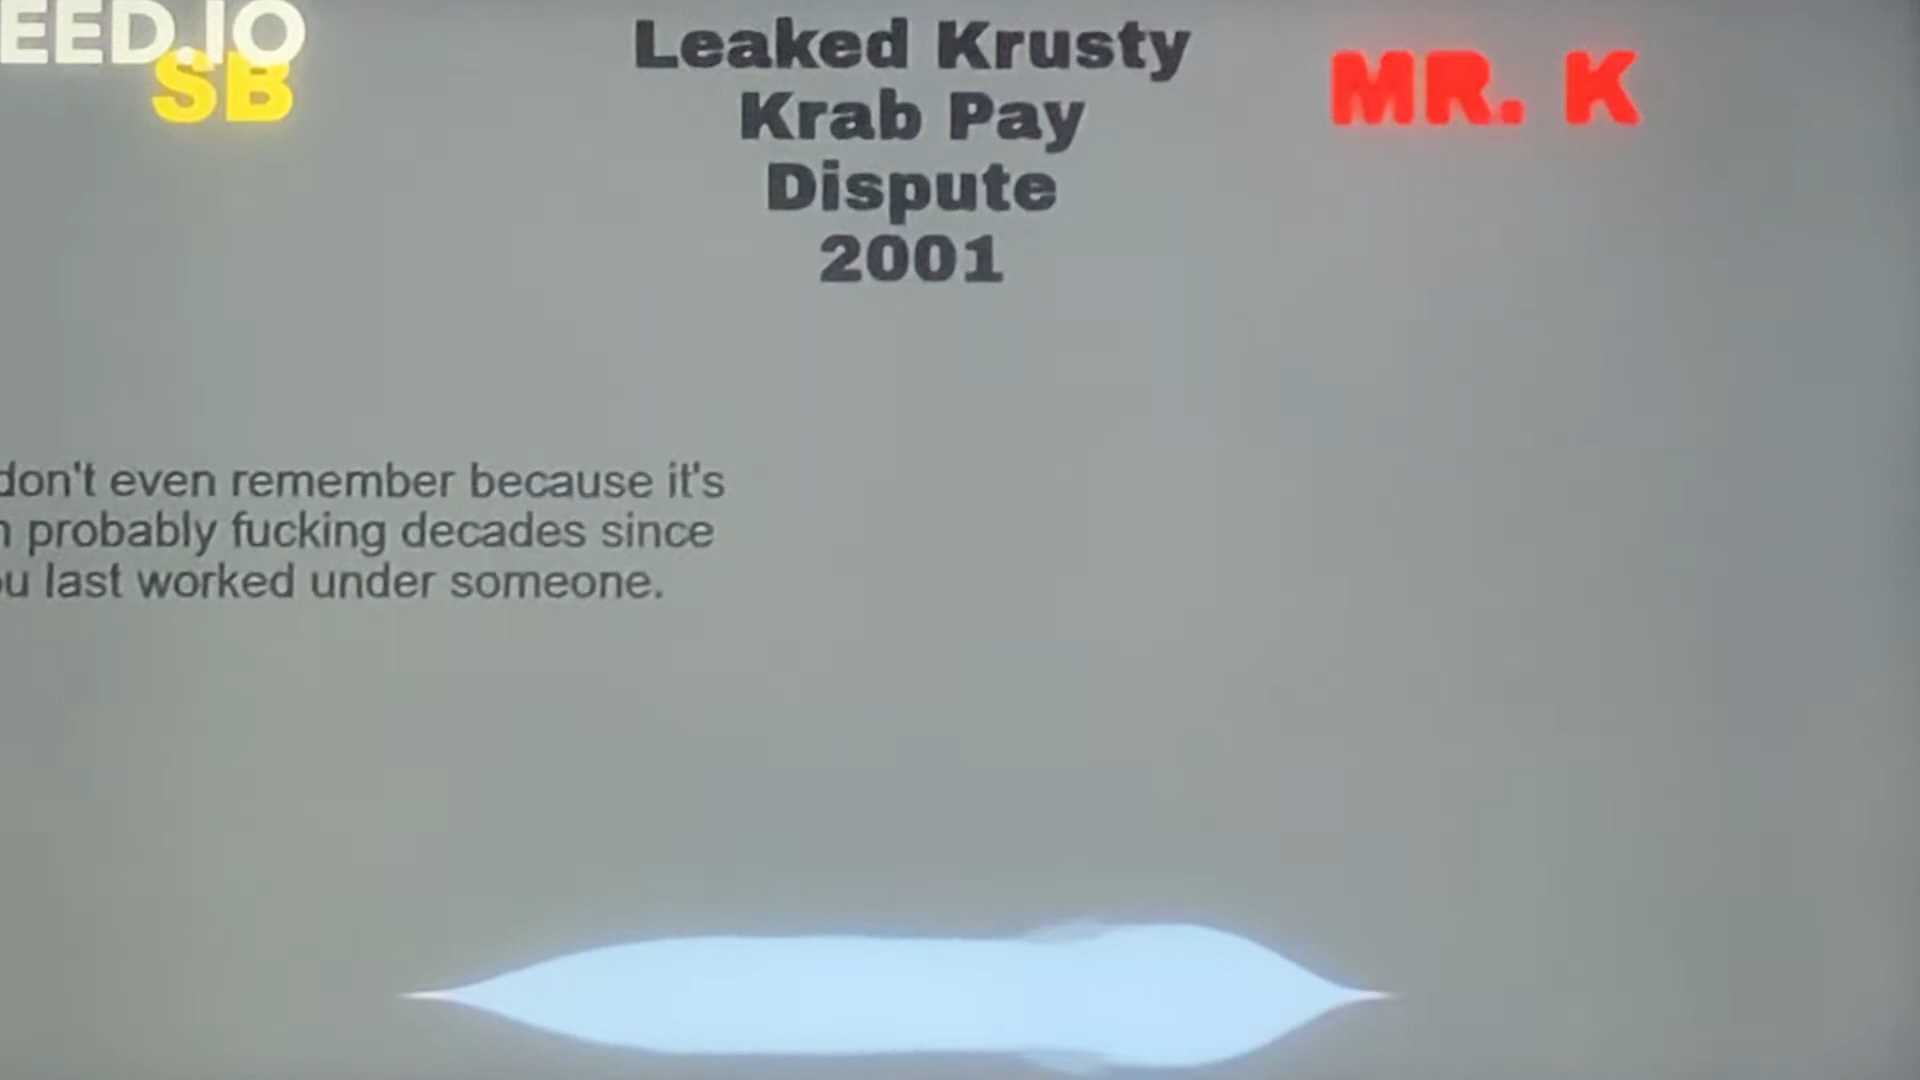 EED.IO
SB
Leaked Krusty
Krab Pay
Dispute
2001
MR. K
don't even remember because it's
probably fucking decades since
last worked under someone.